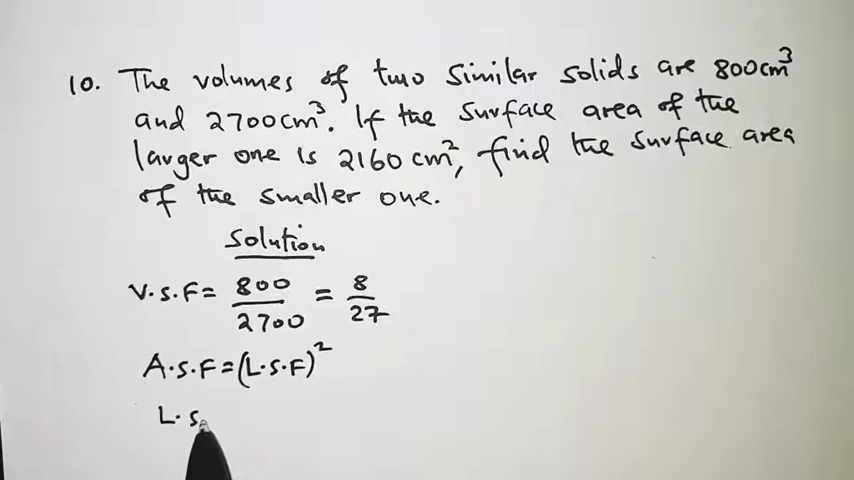 10. The volumes of two similar solids are 800cm³
and 2700cm³. If the surface area of the
larger one is 2160 cm², find the surface area
of the smaller one.
Solution
V.S.F = 800/2700 = 8/27
A.S.F = (L.S.F)²
L.S